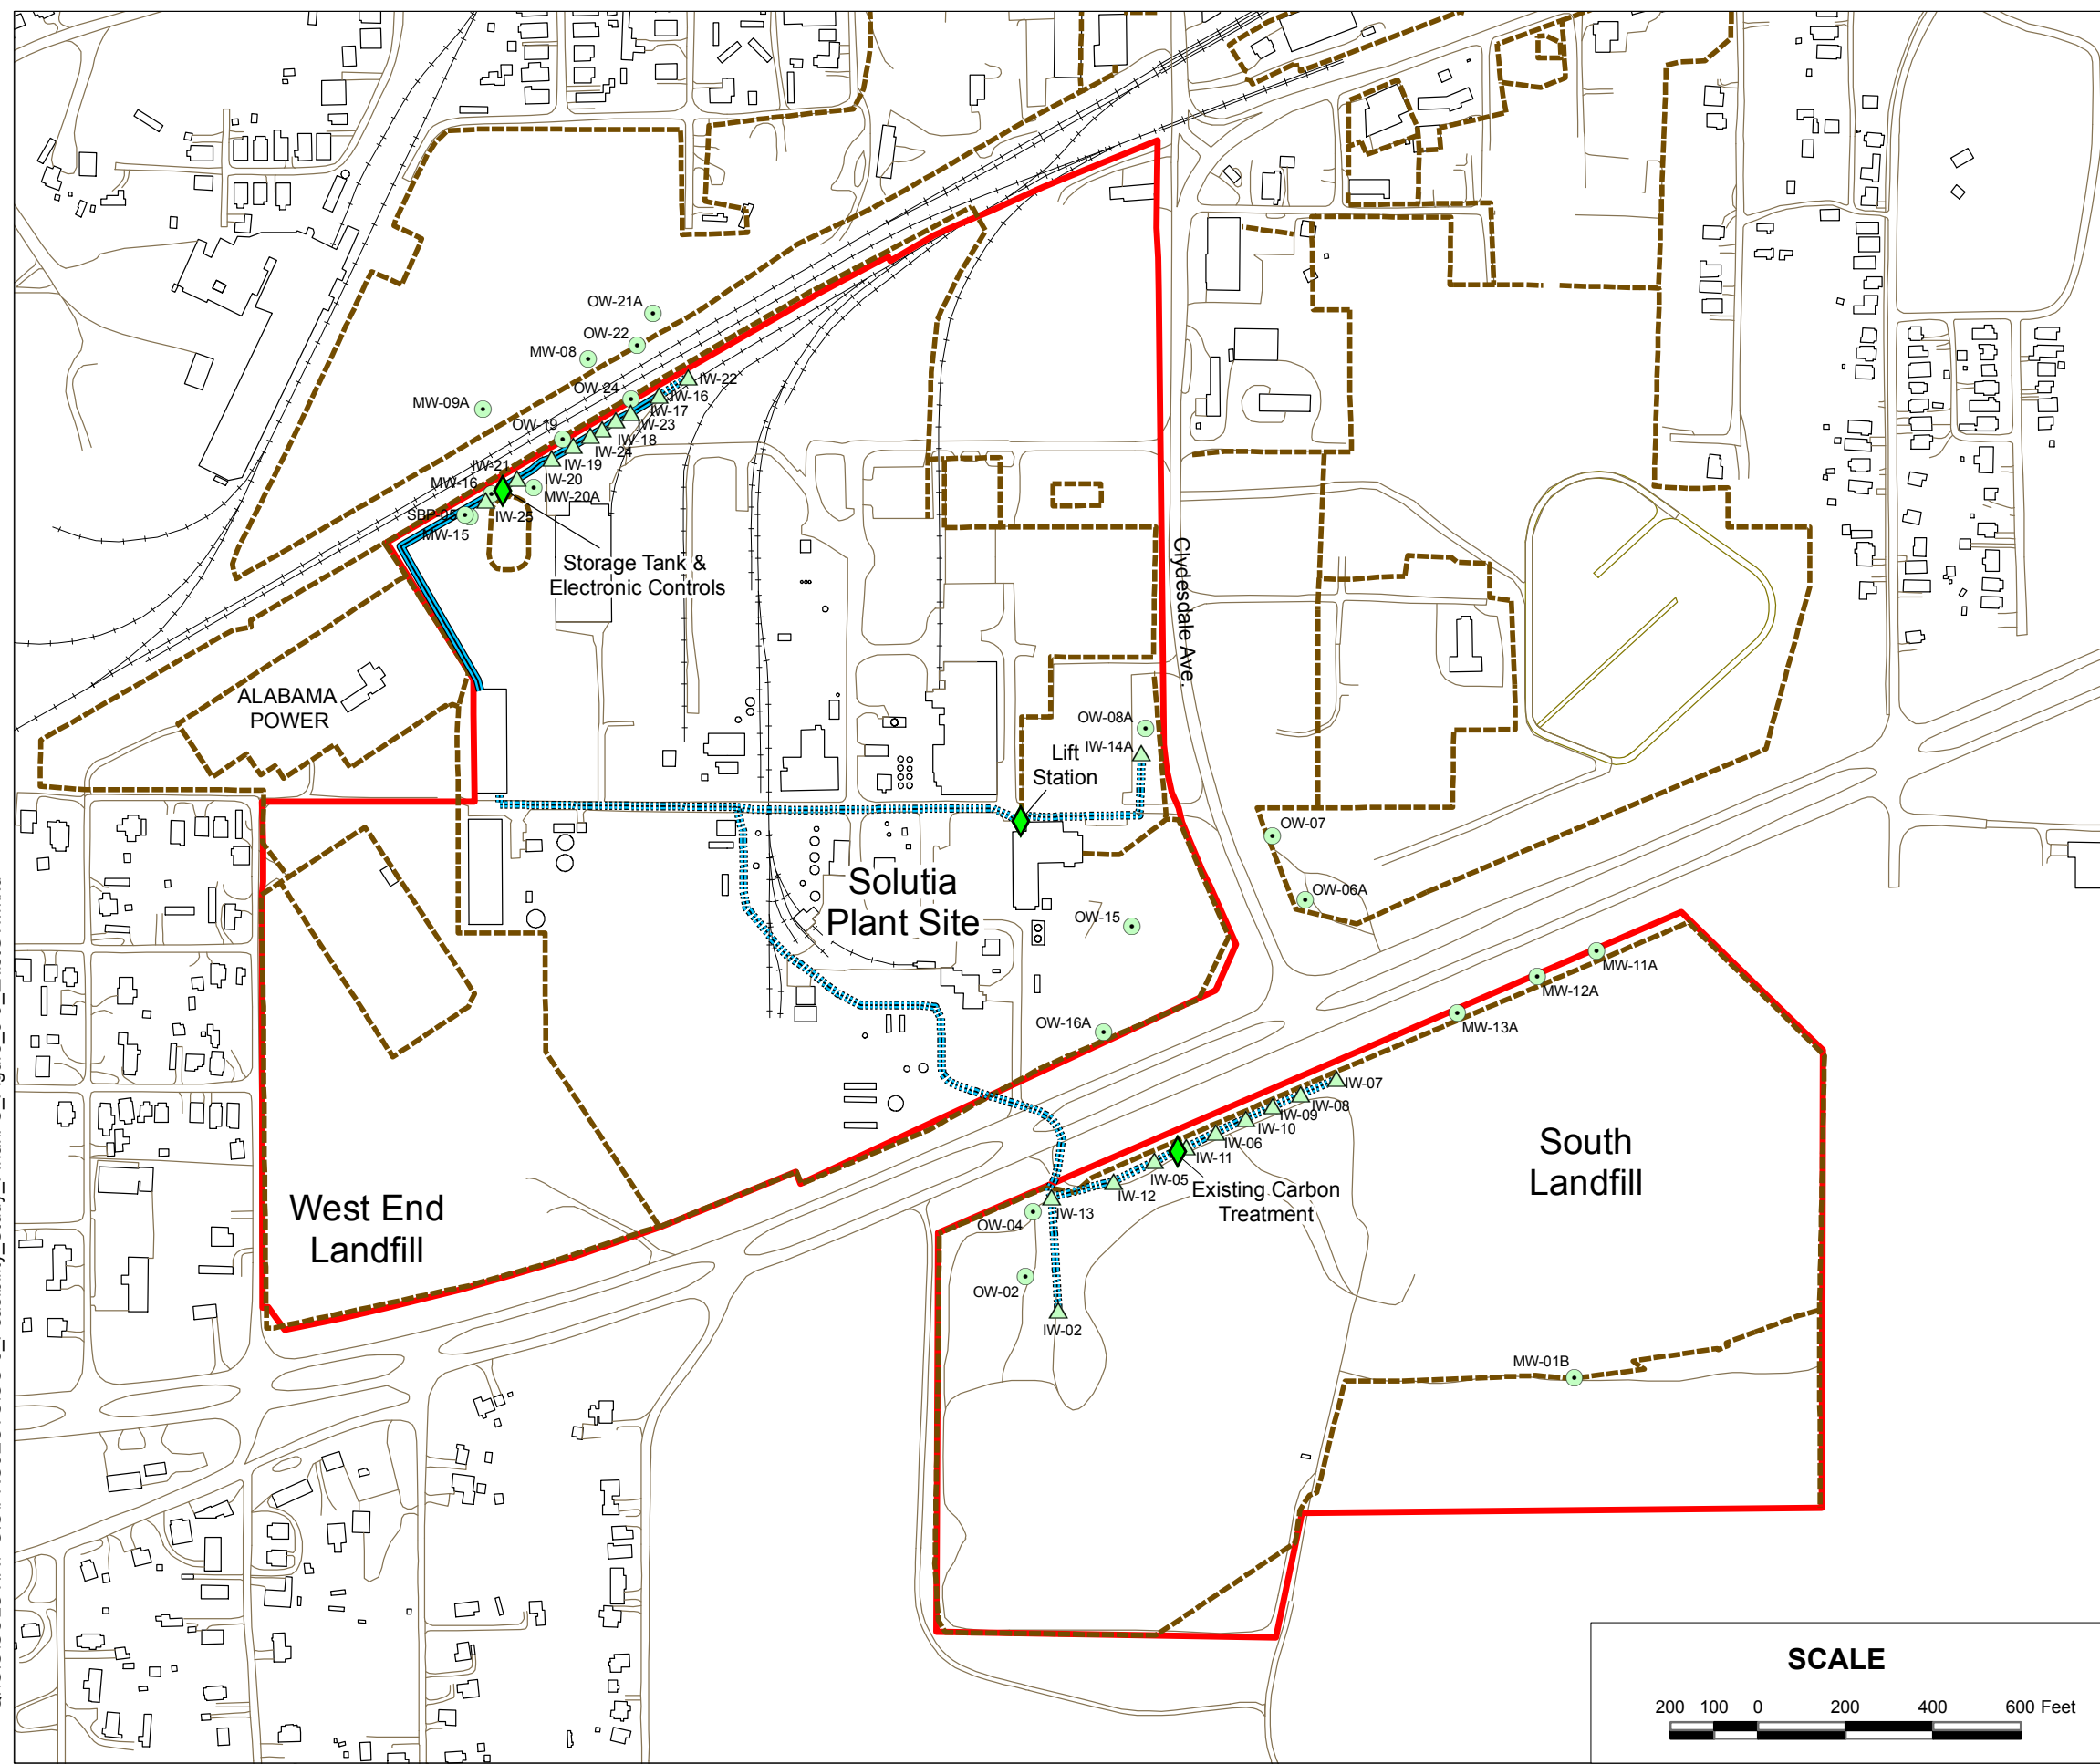 OW-21A
OW-22
MW-08
IW-22
OW-24
IW-16
MW-09A
IW-17
OW-19
IW-23
IW-18
IW-24
IW-21
IW-19
MW-16
IW-20
MW-20A
SBP-05
IW-25
MW-15
Storage Tank &
Electronic Controls
Clydesdale Ave.
ALABAMA
POWER
OW-08A
IW-14A
Lift
Station
OW-07
Solutia
Plant Site
OW-06A
OW-15
MW-11A
MW-12A
OW-16A
MW-13A
IW-07
IW-08
IW-09
IW-10
IW-06
IW-11
IW-05
South
Landfill
IW-12
Existing Carbon
Treatment
West End
Landfill
IW-13
OW-04
OW-02
IW-02
MW-01B
SCALE
200 100 0 200 400 600 Feet